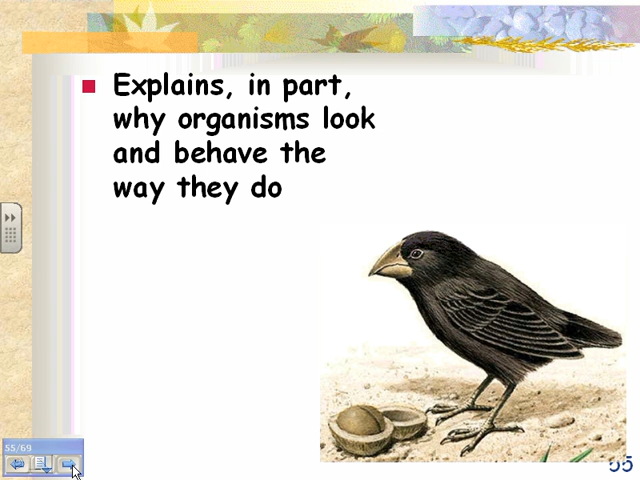 Explains, in part,
why organisms look
and behave the
way they do
55/69
55